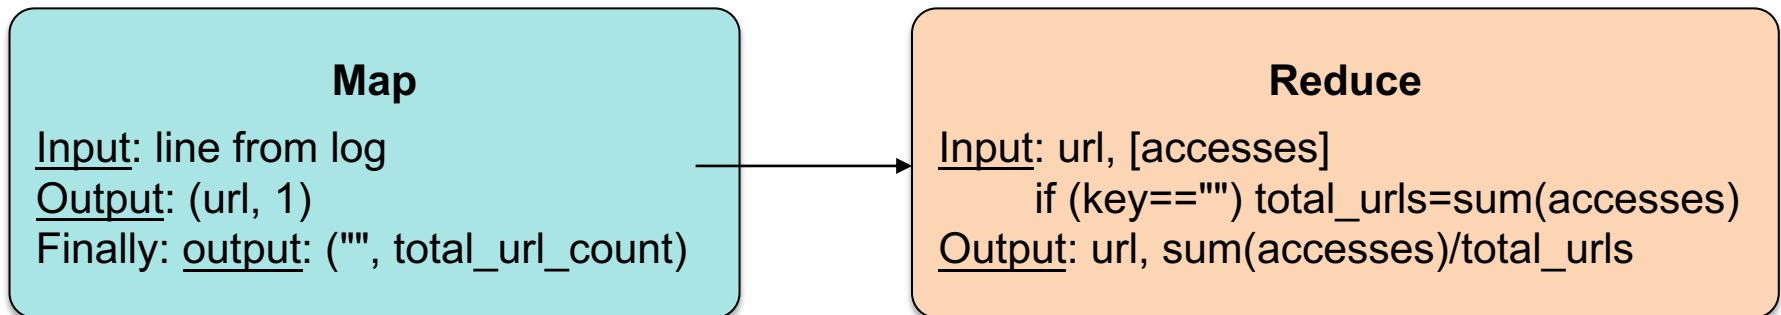 Map
Input: line from log
Output: (url, 1)
Finally: output: ("", total_url_count)
Reduce
Input: url, [accesses]
if (key=="") total_urls=sum(accesses)
Output: url, sum(accesses)/total_urls